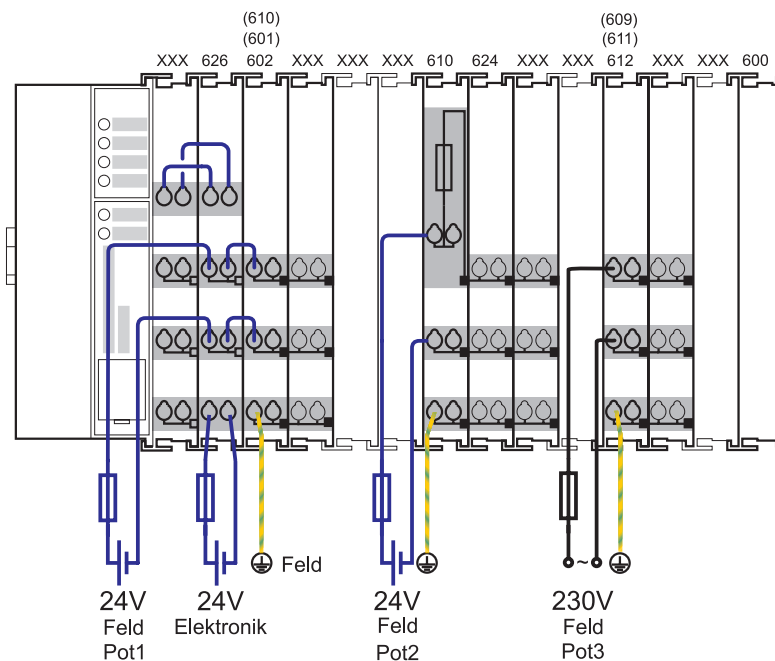 (610) (609)
(601) (611)
XXX 626 602 XXX XXX XXX 610 624 XXX XXX 612 XXX XXX 600
~
Feld
24V 24V 24V 230V
Feld Elektronik Feld Feld
Pot1 Pot2 Pot3